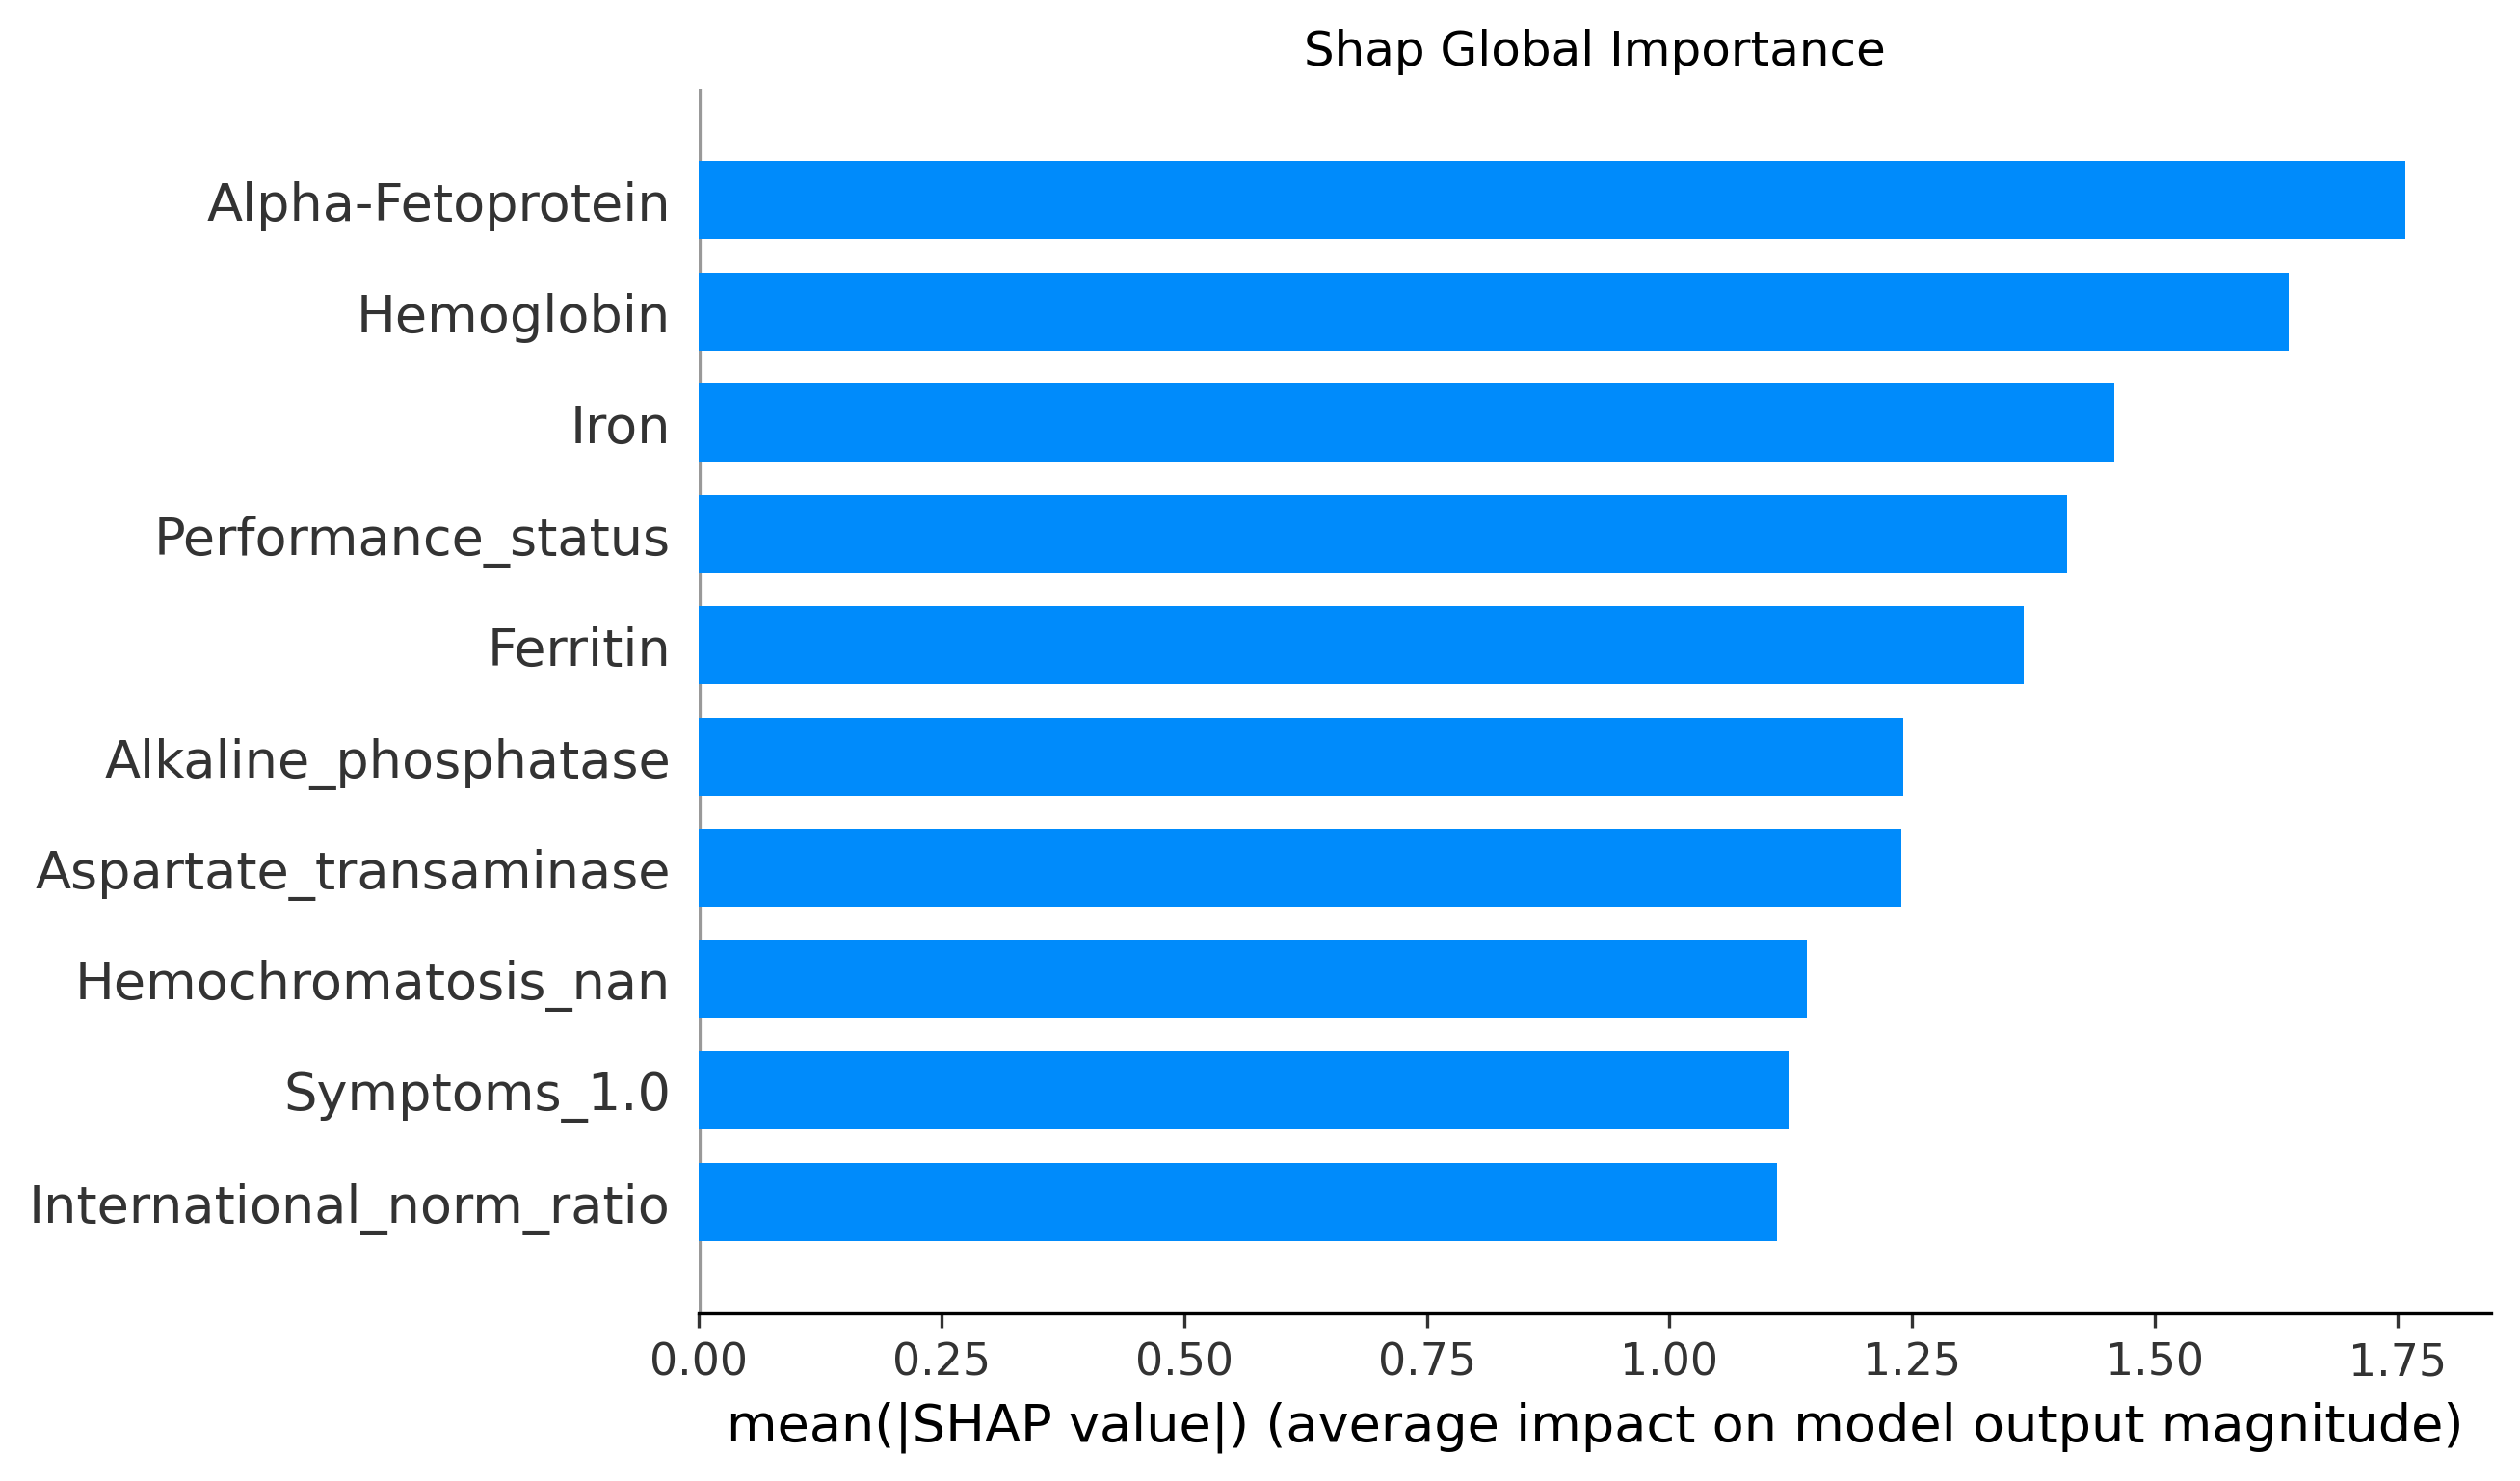 Shap Global Importance
Alpha-Fetoprotein
Hemoglobin
Iron
Performance_status
Ferritin
Alkaline_phosphatase
Aspartate_transaminase
Hemochromatosis_nan
Symptoms_1.0
International_norm_ratio
0.00 0.25 0.50 0.75 1.00 1.25 1.50 1.75
mean(|SHAP value|) (average impact on model output magnitude)